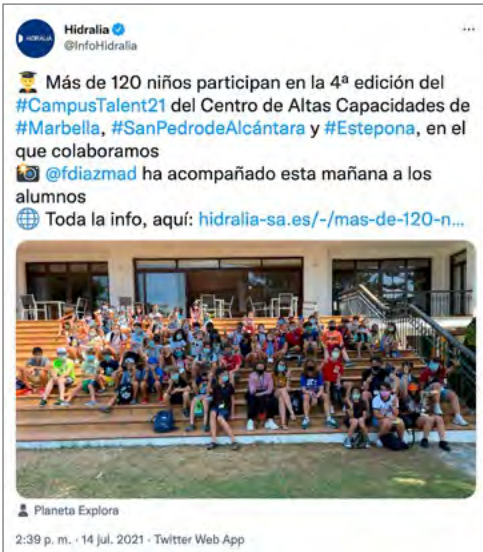 HIDRALIA
Hidralia
@InfoHidralia
Más de 120 niños participan en la 4ª edición del
#CampusTalent21 del Centro de Altas Capacidades de
#Marbella, #SanPedrodeAlcántara y #Estepona, en el
que colaboramos
@fdiazmad ha acompañado esta mañana a los
alumnos
Toda la info, aquí: hidralia-sa.es/-/mas-de-120-n...
Planeta Explora
2:39 p. m. · 14 jul. 2021 · Twitter Web App